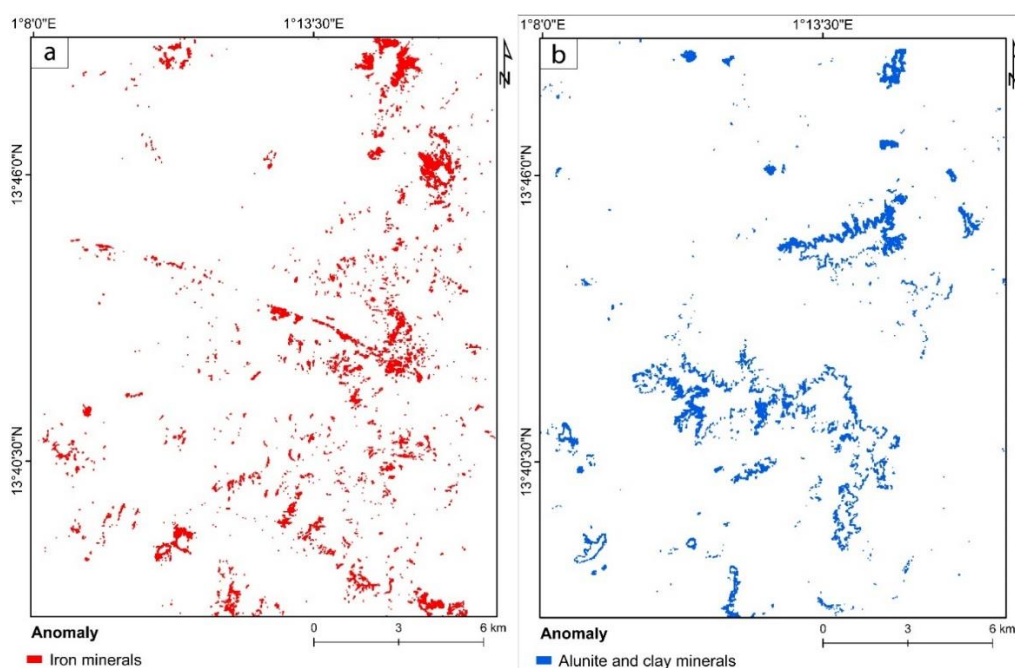 1°8'0"E
1°13'30"E
a
N
13°46'0"N
13°40'30"N
Anomaly
0 3 6 km
Iron minerals
1°8'0"E
1°13'30"E
b
N
13°46'0"N
13°40'30"N
Anomaly
0 3 6 km
Alunite and clay minerals